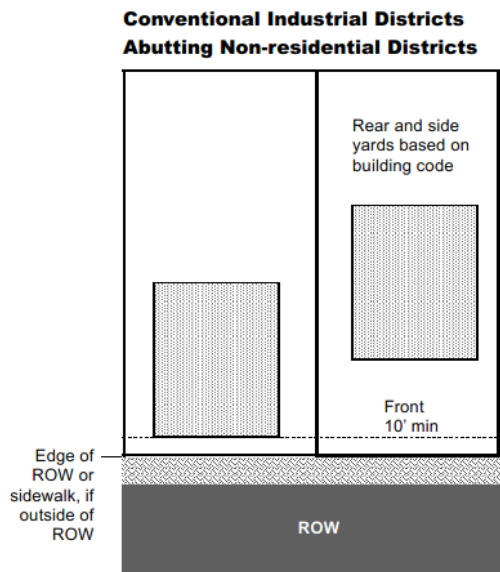 Conventional Industrial Districts
Abutting Non-residential Districts
Rear and side
yards based on
building code
Front
10' min
Edge of
ROW or
sidewalk, if
outside of
ROW
ROW